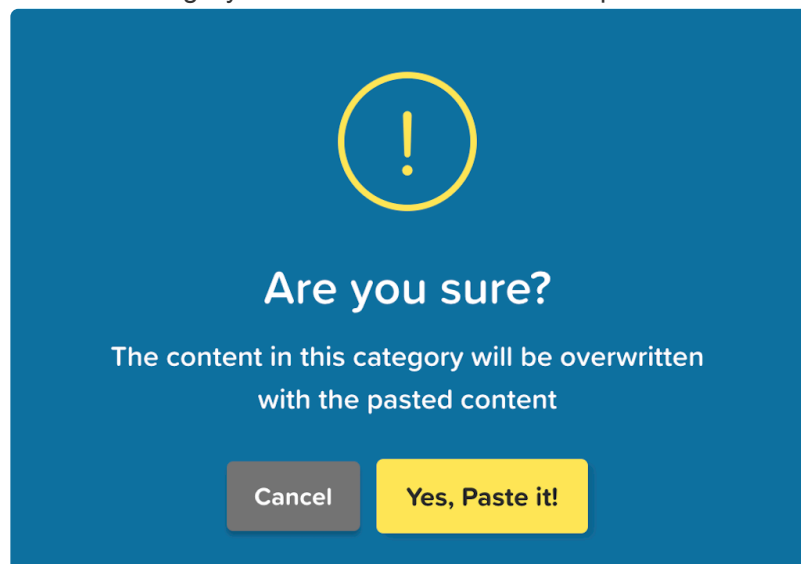 Are you sure?
The content in this category will be overwritten
with the pasted content
Cancel
Yes, Paste it!